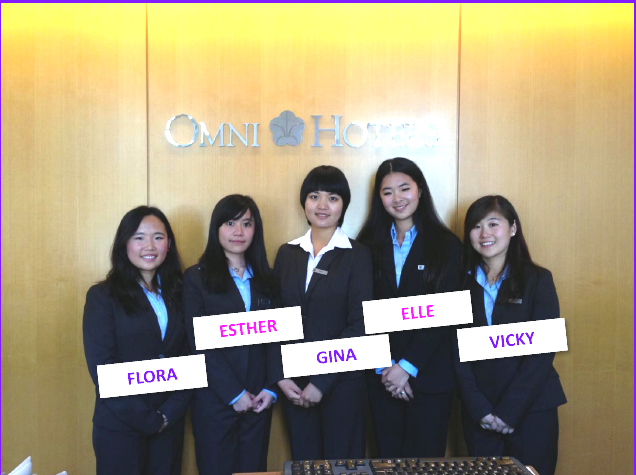 OMNI HOTELS
ESTHER
ELLE
FLORA
GINA
VICKY